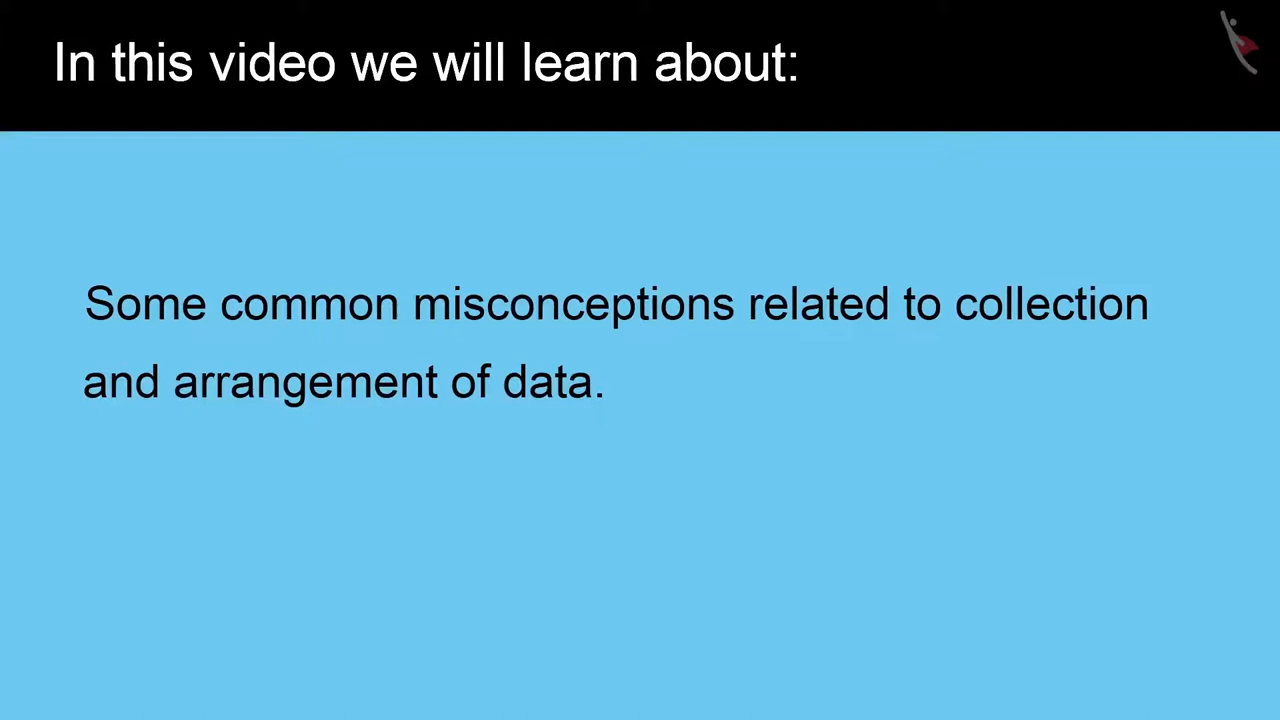 In this video we will learn about:
Some common misconceptions related to collection
and arrangement of data.